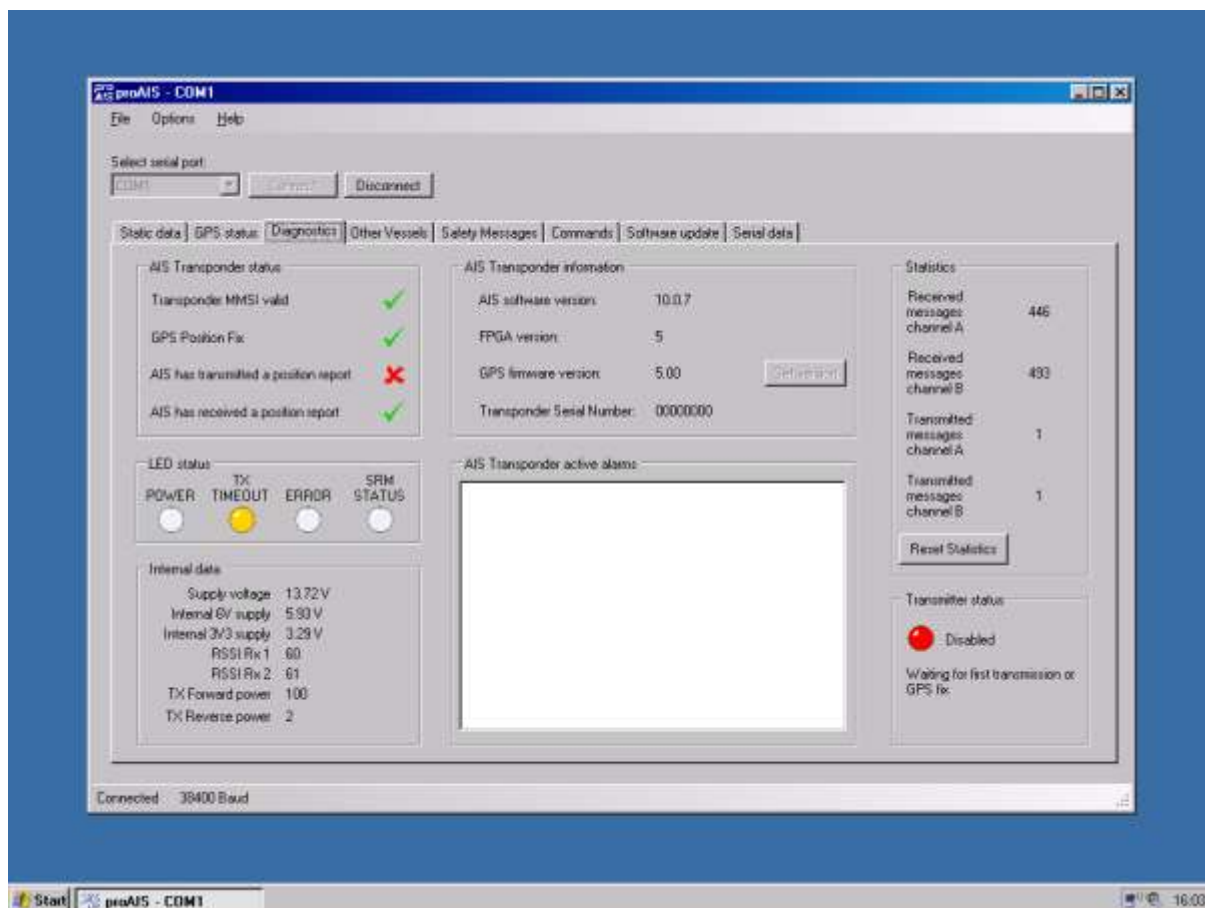 proAIS - COM1
File Options Help
Select serial port:
COM1 Connect Disconnect
Static data GPS status Diagnostics Other Vessels Safety Messages Commands Software update Serial data
AIS Transponder status
Transponder MMSI valid
GPS Position Fix
AIS has transmitted a position report
AIS has received a position report
LED status
POWER
TX
TIMEOUT
ERROR
SRM
STATUS
Internal data
Supply voltage 13.72 V
Internal 6V supply 5.93 V
Internal 3V3 supply 3.29 V
RSSI Rx 1 60
RSSI Rx 2 61
TX Forward power 100
TX Reverse power 2
AIS Transponder information
AIS software version: 10.0.7
FPGA version: 5
GPS firmware version: 5.00 Get version
Transponder Serial Number: 00000000
AIS Transponder active alarms
Statistics
Received
messages
channel A
446
Received
messages
channel B
493
Transmitted
messages
channel A
1
Transmitted
messages
channel B
1
Reset Statistics
Transmitter status
Disabled
Waiting for first transmission or
GPS fix
Connected 38400 Baud
Start proAIS - COM1 16:03